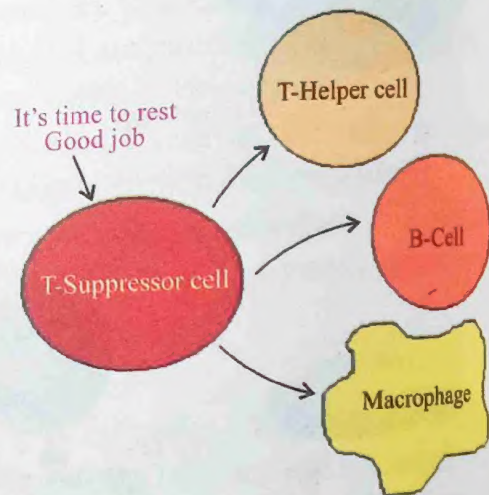 It's time to rest
Good job
T-Helper cell
T-Suppressor cell
B-Cell
Macrophage